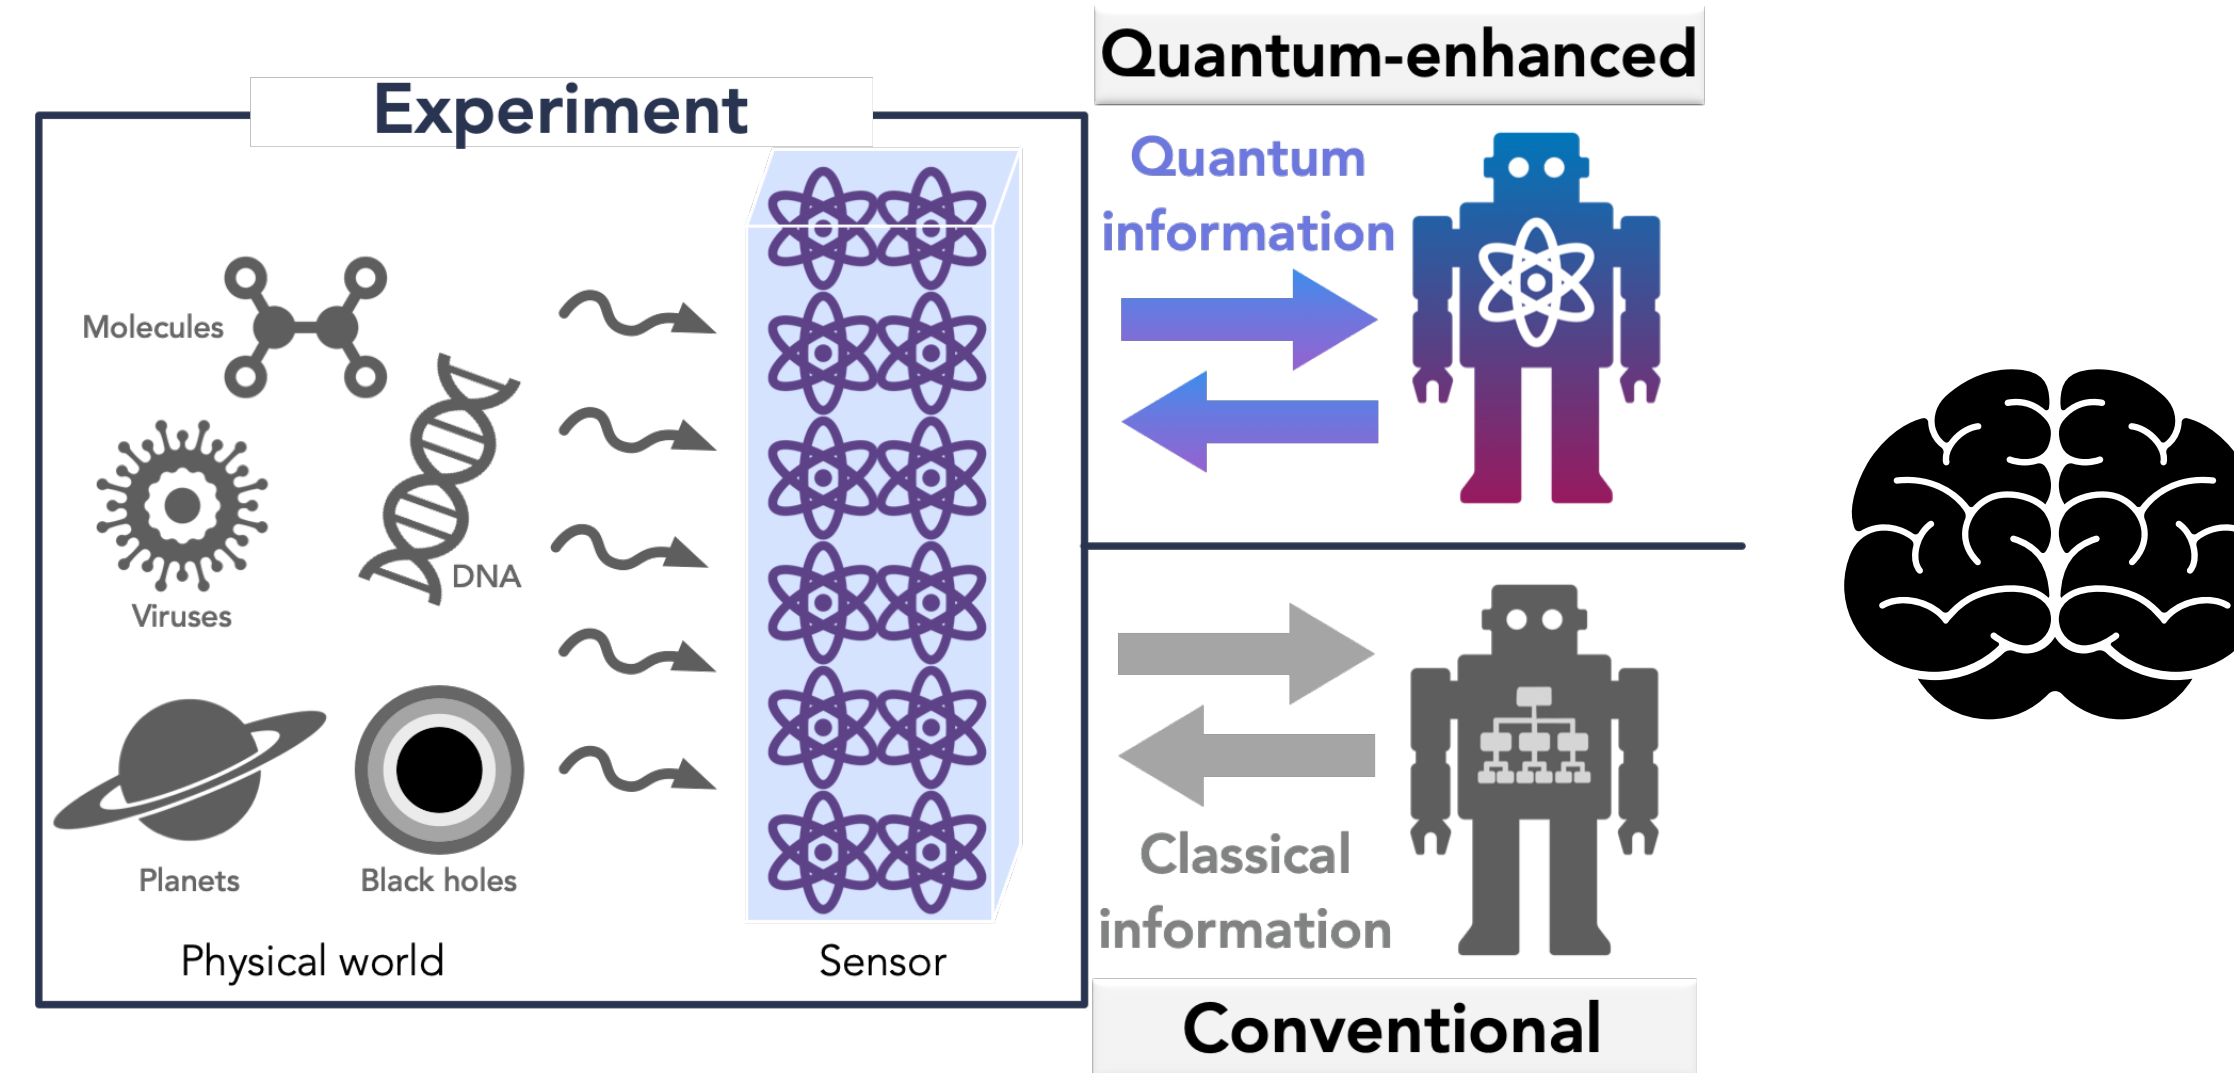 Quantum-enhanced
Experiment
Quantum
information
Molecules
DNA
Viruses
Planets
Black holes
Physical world
Sensor
Classical
information
Conventional